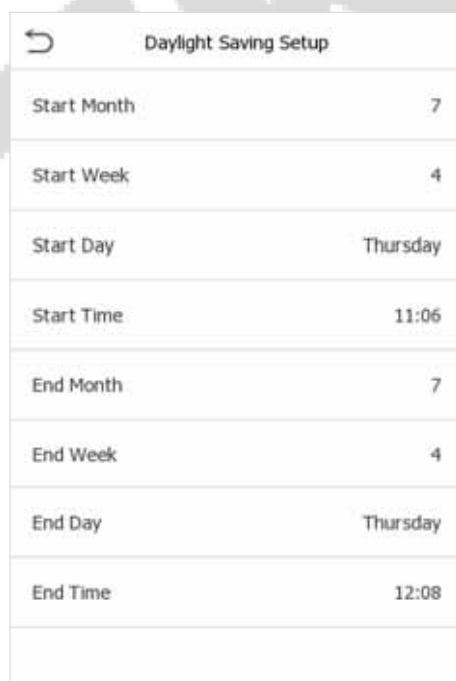 Daylight Saving Setup
Start Month 7
Start Week 4
Start Day Thursday
Start Time 11:06
End Month 7
End Week 4
End Day Thursday
End Time 12:08